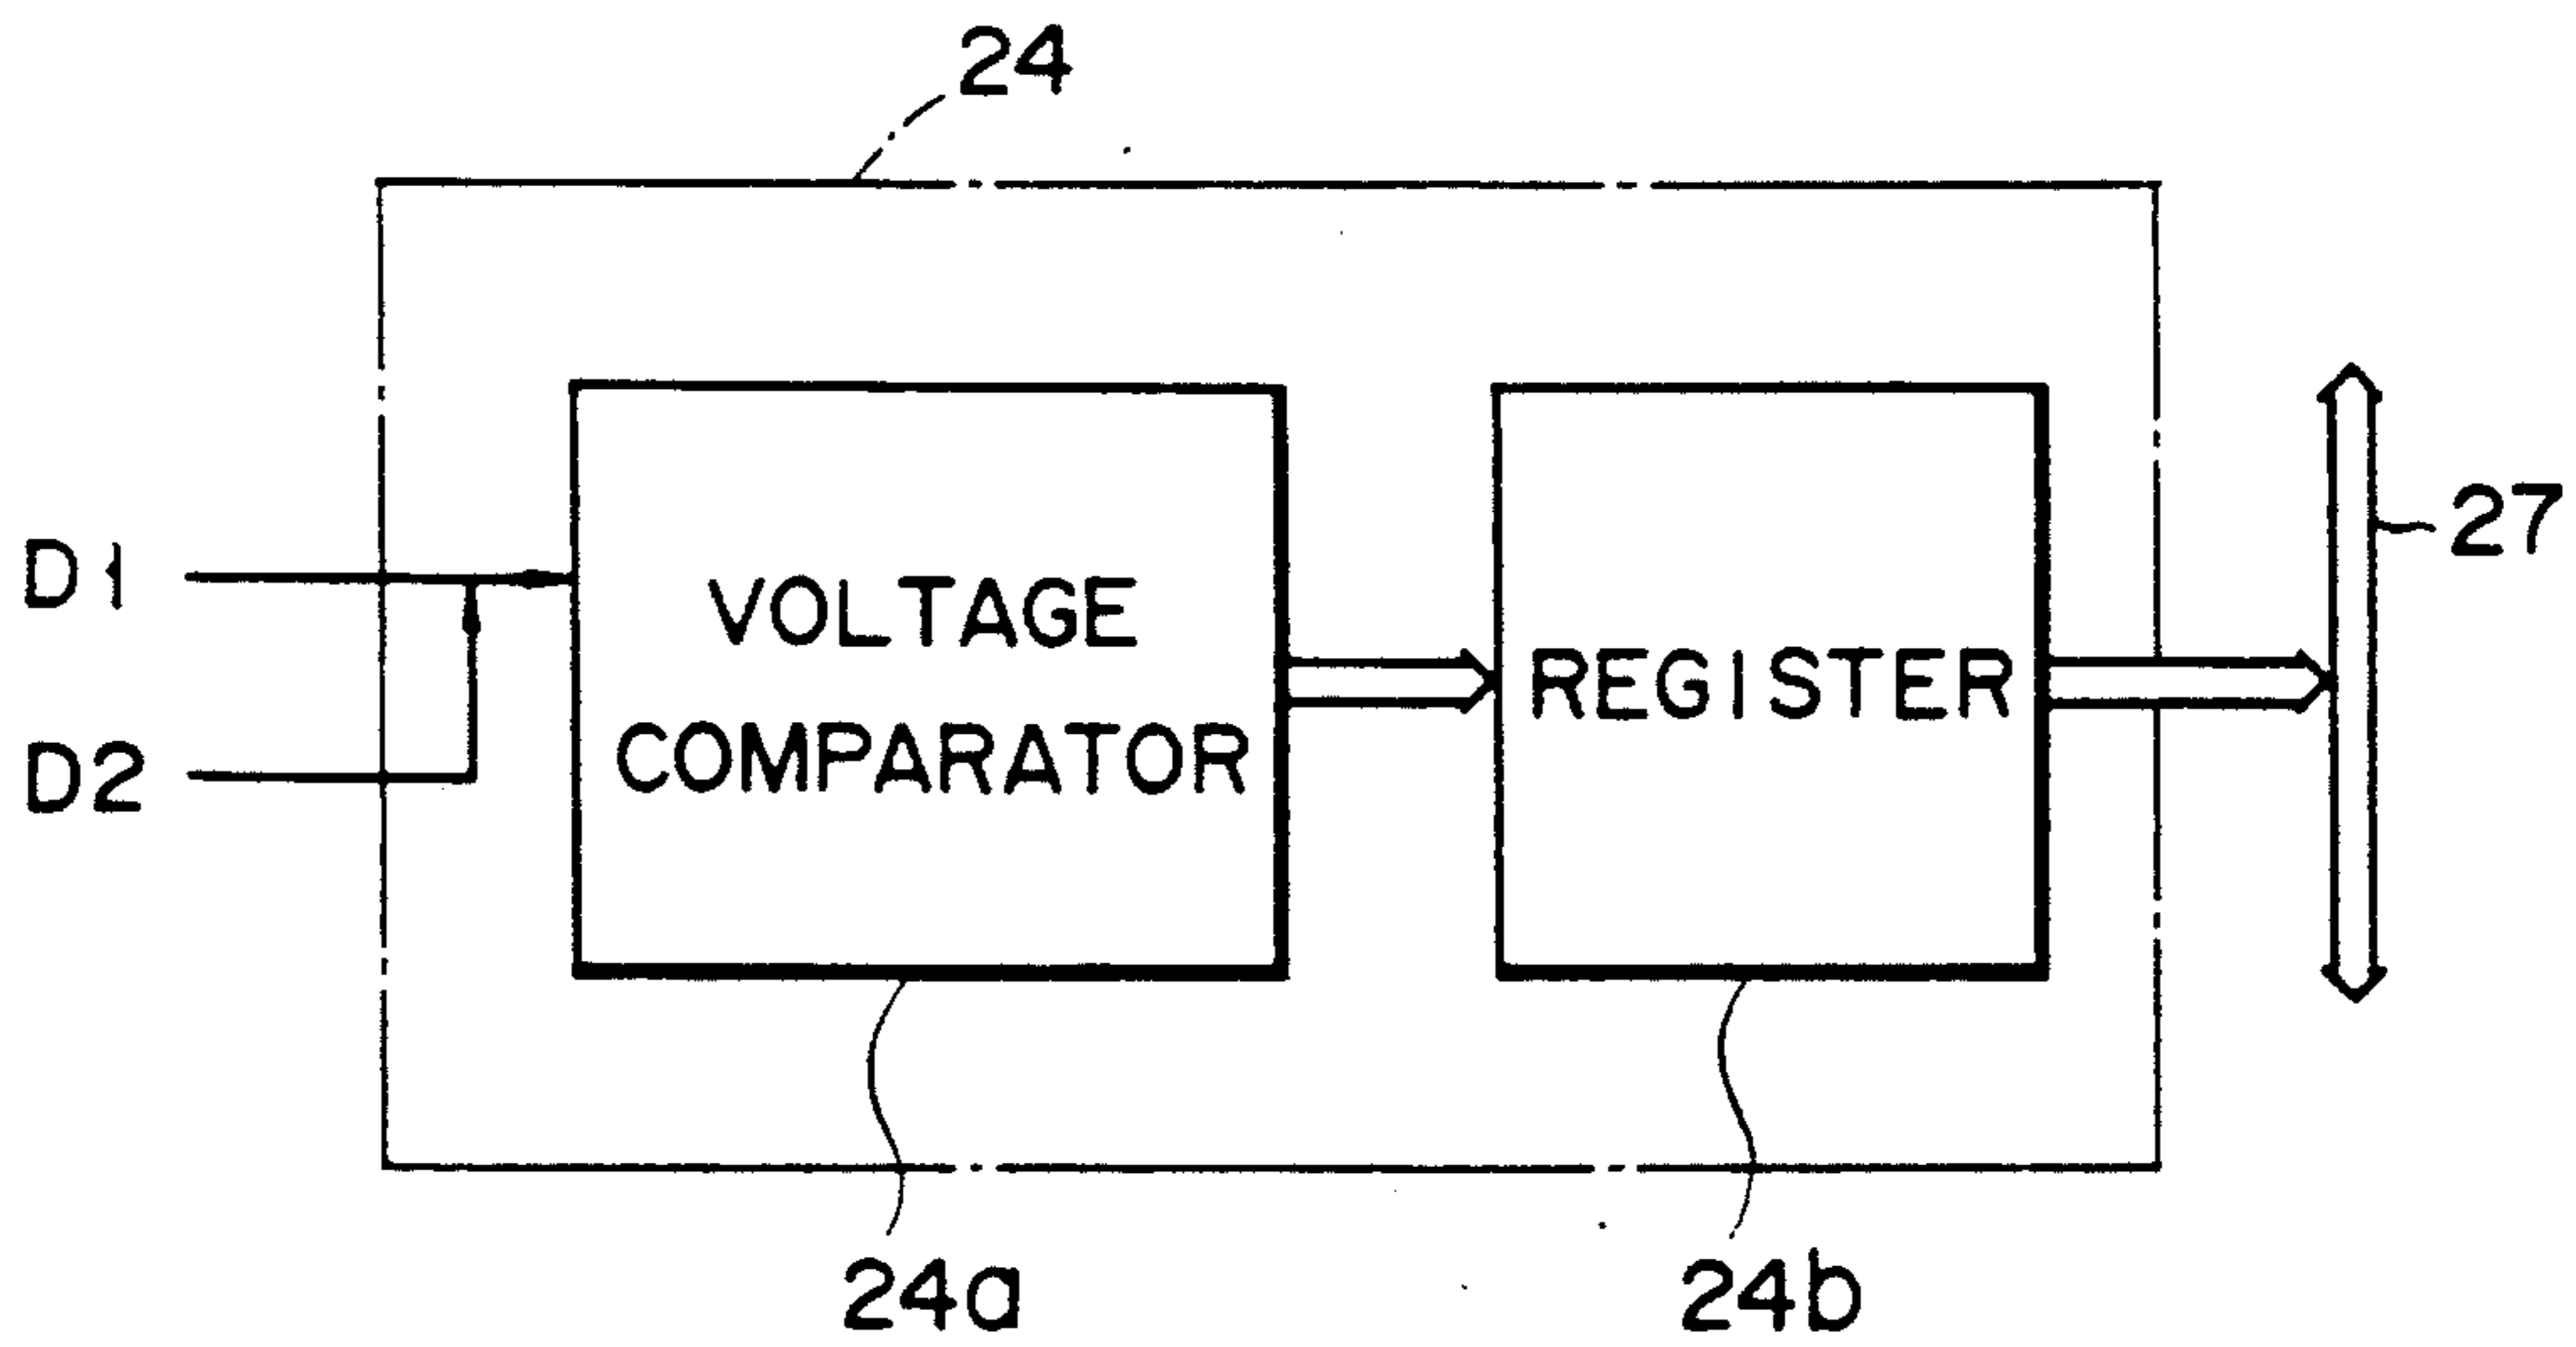 24
D1
D2
VOLTAGE
COMPARATOR
REGISTER
27
24a
24b